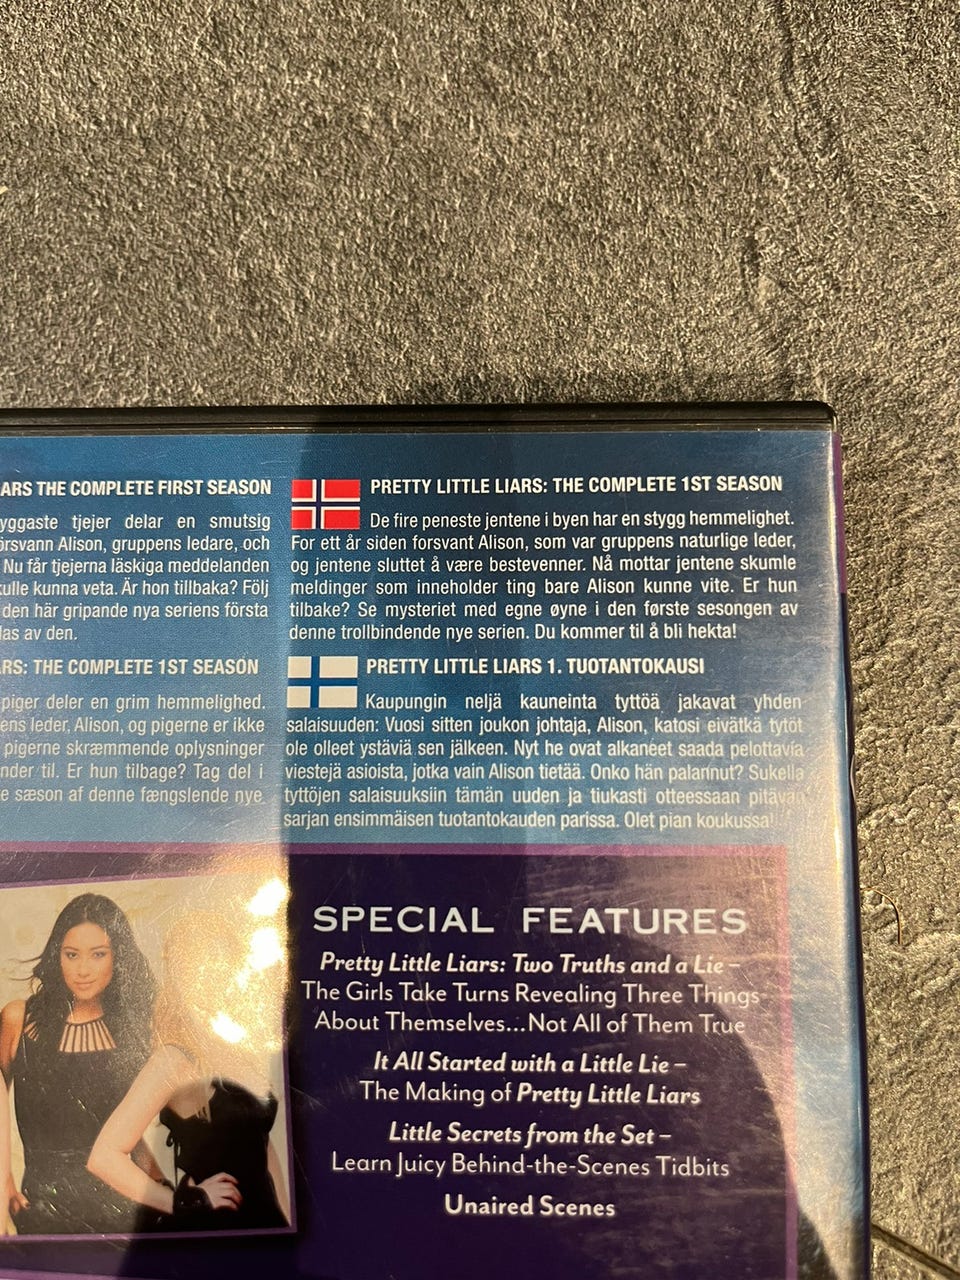 ARS THE COMPLETE FIRST SEASON
yggaste tjejer delar en smutsig
örsvann Alison, gruppens ledare, och
Nu får tjejerna läskiga meddelanden
kulle kunna veta. Är hon tillbaka? Följ
den här gripande nya seriens första
las av den.
RS: THE COMPLETE 1ST SEASON
piger deler en grim hemmelighed.
ens leder, Alison, og pigerne er ikke
pigerne skræmmende oplysninger
nder til. Er hun tilbage? Tag del i
e sæson af denne fængslende nye
PRETTY LITTLE LIARS: THE COMPLETE 1ST SEASON
De fire peneste jentene i byen har en stygg hemmelighet.
For ett år siden forsvant Alison, som var gruppens naturlige leder,
og jentene sluttet å være bestevenner. Nå mottar jentene skumle
meldinger som inneholder ting bare Alison kunne vite. Er hun
tilbake? Se mysteriet med egne øyne i den første sesongen av
denne trollbindende nye serien. Du kommer til å bli hekta!
PRETTY LITTLE LIARS 1. TUOTANTOKAUSI
Kaupungin neljä kauneinta tyttöä jakavat yhden
salaisuuden: Vuosi sitten joukon johtaja, Alison, katosi eivätkä tytöt
ole olleet ystäviä sen jälkeen. Nyt he ovat alkaneet saada pelottavia
viestejä asioista, jotka vain Alison tietää. Onko hän palannut? Sukella
tyttöjen salaisuuksiin tämän uuden ja tiukasti otteessaan pitävän
sarjan ensimmäisen tuotantokauden parissa. Olet pian koukussa!
SPECIAL FEATURES
Pretty Little Liars: Two Truths and a Lie –
The Girls Take Turns Revealing Three Things
About Themselves...Not All of Them True
It All Started with a Little Lie –
The Making of Pretty Little Liars
Little Secrets from the Set –
Learn Juicy Behind-the-Scenes Tidbits
Unaired Scenes